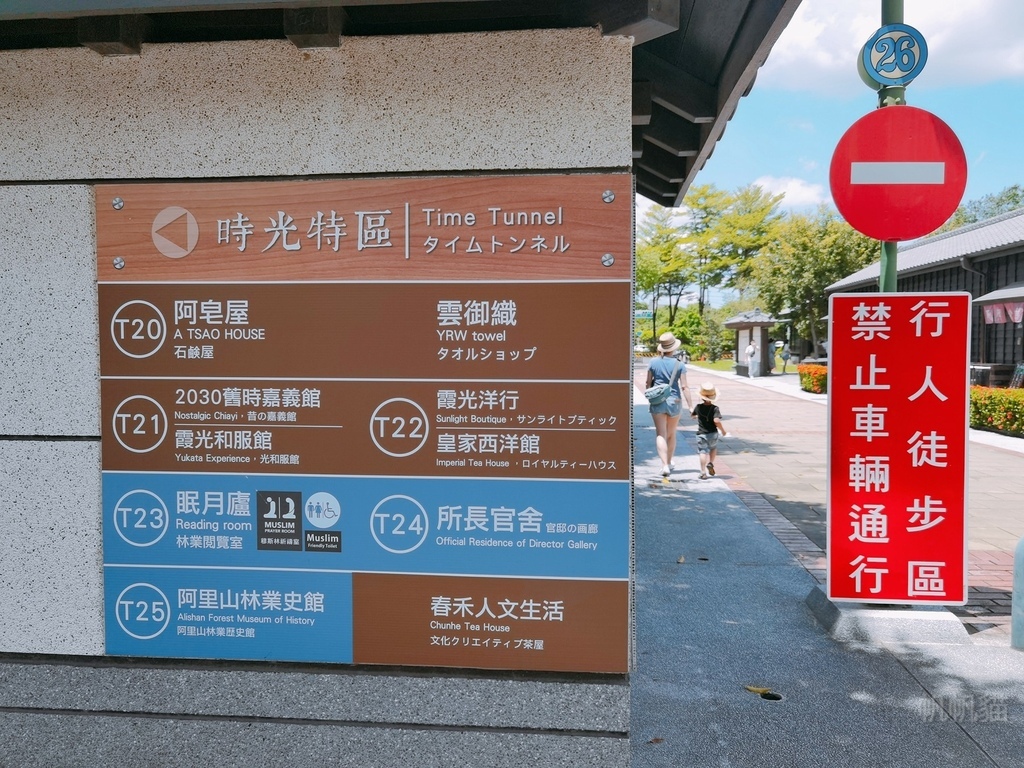 時光特區
Time Tunnel
タイムトンネル
T20
阿皂屋
A TSAO HOUSE
石鹸屋
雲御織
YRW towel
タオルショップ
T21
2030舊時嘉義館
Nostalgic Chiayi，昔の嘉義館
霞光和服館
Yukata Experience，光和服館
T22
霞光洋行
Sunlight Boutique，サンライトブティック
皇家西洋館
Imperial Tea House ，ロイヤルティーハウス
T23
眠月廬
Reading room
林業閱覽室
MUSLIM
PRAYER ROOM
穆斯林祈禱室
Muslim
Friendly Toilet
T24
所長官舍 官邸の画廊
Official Residence of Director Gallery
T25
阿里山林業史館
Alishan Forest Museum of History
阿里山林業歴史館
春禾人文生活
Chunhe Tea House
文化クリエイティブ茶屋
26
行人徒步區
禁止車輛通行
帆帆貓